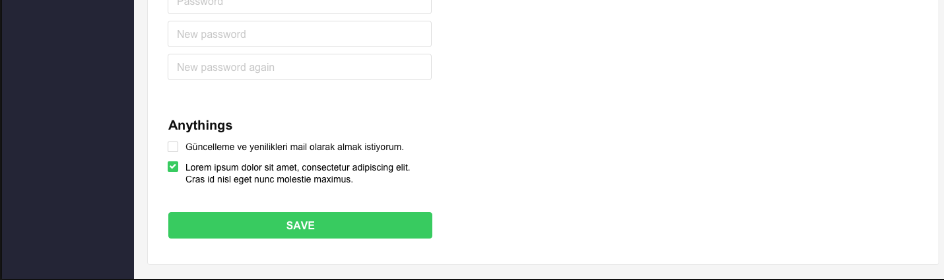 Password
New password
New password again
Anythings
Güncelleme ve yenilikleri mail olarak almak istiyorum.
Lorem ipsum dolor sit amet, consectetur adipiscing elit.
Cras id nisl eget nunc molestie maximus.
SAVE